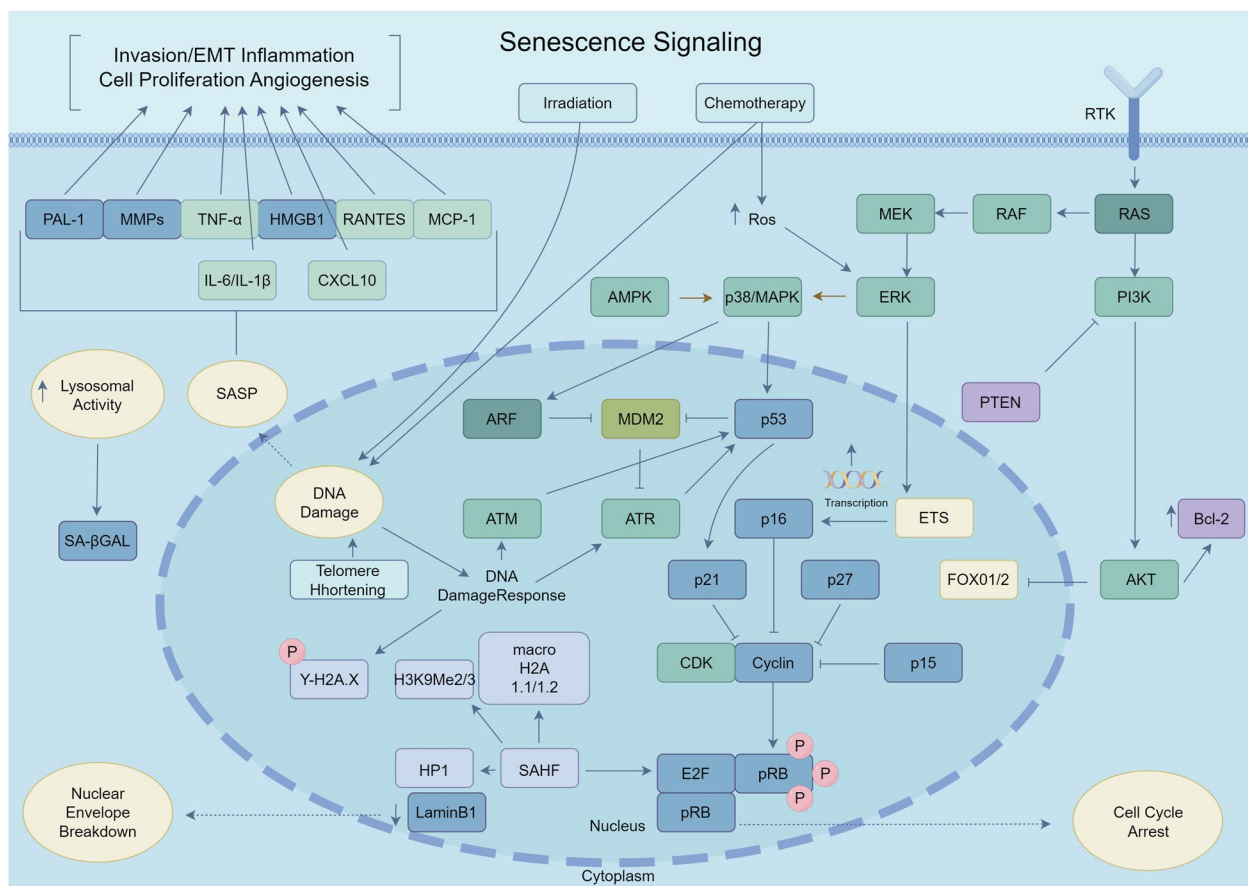 Senescence Signaling
Invasion/EMT Inflammation
Cell Proliferation Angiogenesis
Irradiation
Chemotherapy
RTK
PAL-1
MMPs
TNF-α
HMGB1
RANTES
MCP-1
Ros
MEK
RAF
RAS
IL-6/IL-1β
CXCL10
AMPK
p38/MAPK
ERK
PI3K
Lysosomal
Activity
SASP
PTEN
ARF
MDM2
p53
DNA
Damage
Transcription
ATM
ATR
p16
ETS
Bcl-2
SA-βGAL
Telomere
Hhortening
DNA
DamageResponse
p21
p27
FOX01/2
AKT
P
Y-H2A.X
H3K9Me2/3
macro
H2A
1.1/1.2
CDK
Cyclin
p15
HP1
SAHF
E2F
pRB
P
P
P
LaminB1
pRB
Nucleus
Nuclear
Envelope
Breakdown
Cell Cycle
Arrest
Cytoplasm